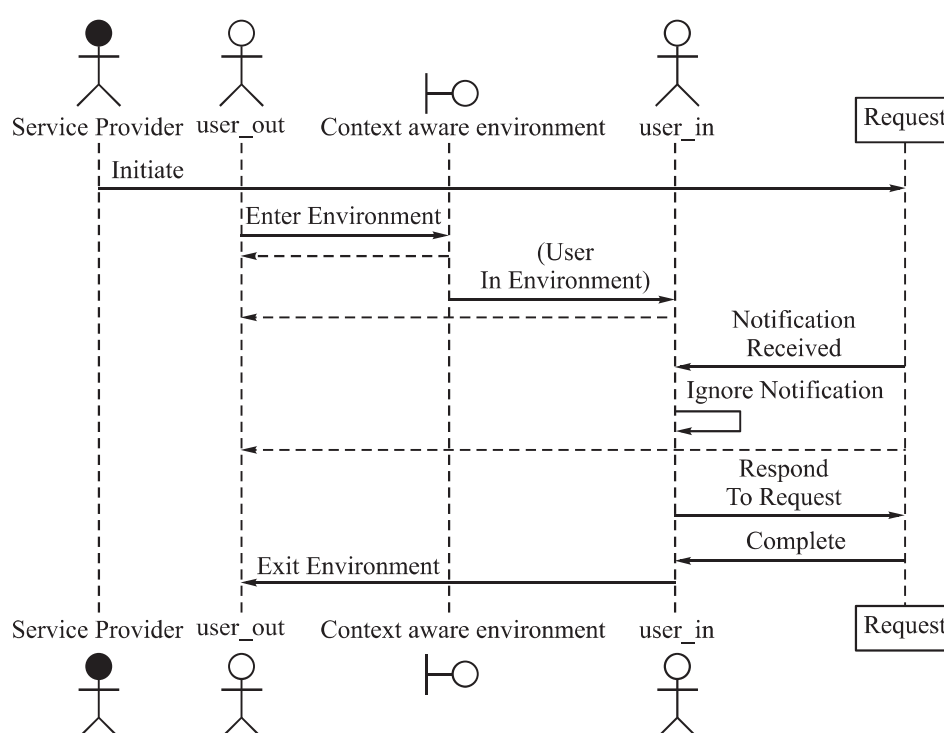 Service Provider
user_out
Context aware environment
user_in
Request
Initiate
Enter Environment
(User
In Environment)
Notification
Received
Ignore Notification
Respond
To Request
Complete
Exit Environment
Service Provider
user_out
Context aware environment
user_in
Request